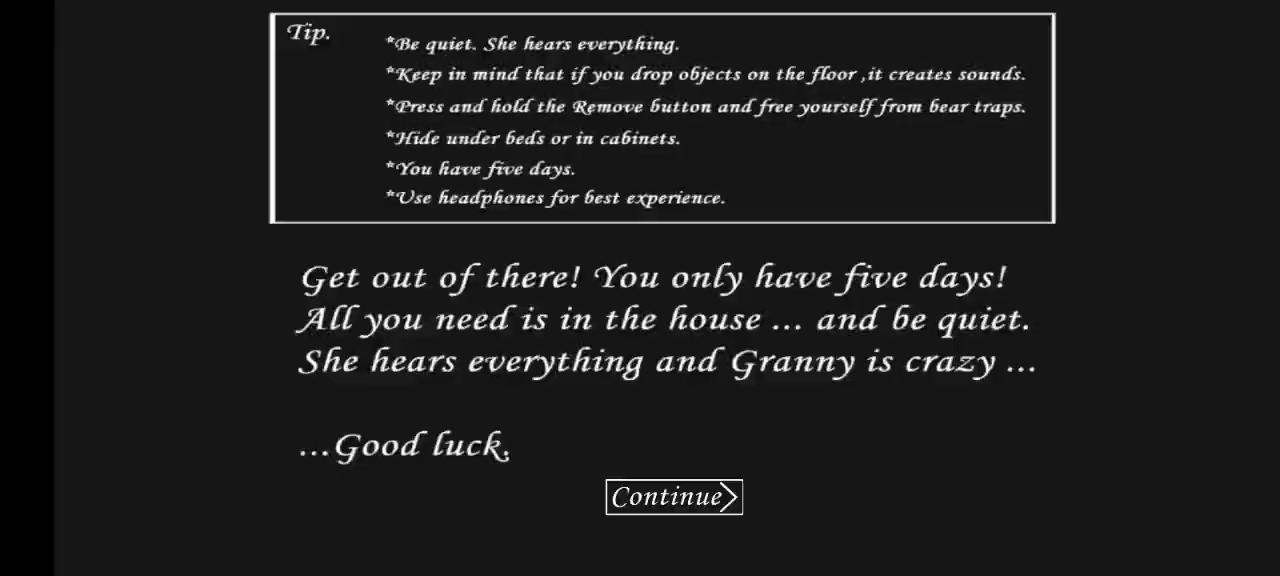 Tip.
*Be quiet. She hears everything.
*Keep in mind that if you drop objects on the floor ,it creates sounds.
*Press and hold the Remove button and free yourself from bear traps.
*Hide under beds or in cabinets.
*You have five days.
*Use headphones for best experience.
Get out of there! You only have five days!
All you need is in the house ... and be quiet.
She hears everything and Granny is crazy ...
...Good luck.
Continue>